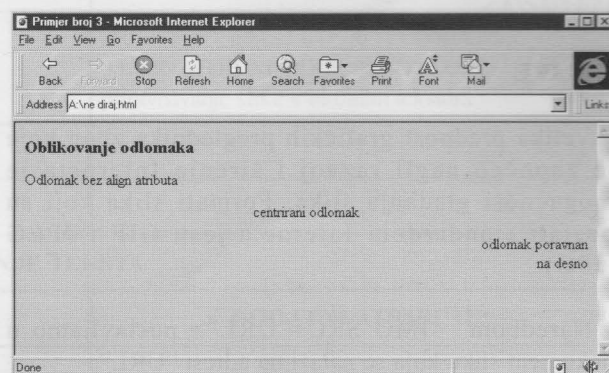 Primjer broj 3 - Microsoft Internet Explorer
File Edit View Go Favorites Help
Back Forward Stop Refresh Home Search Favorites Print Font Mail
Address A:\ne diraj.html Links
Oblikovanje odlomaka
Odlomak bez align atributa
centrirani odlomak
odlomak poravnan
na desno
Done